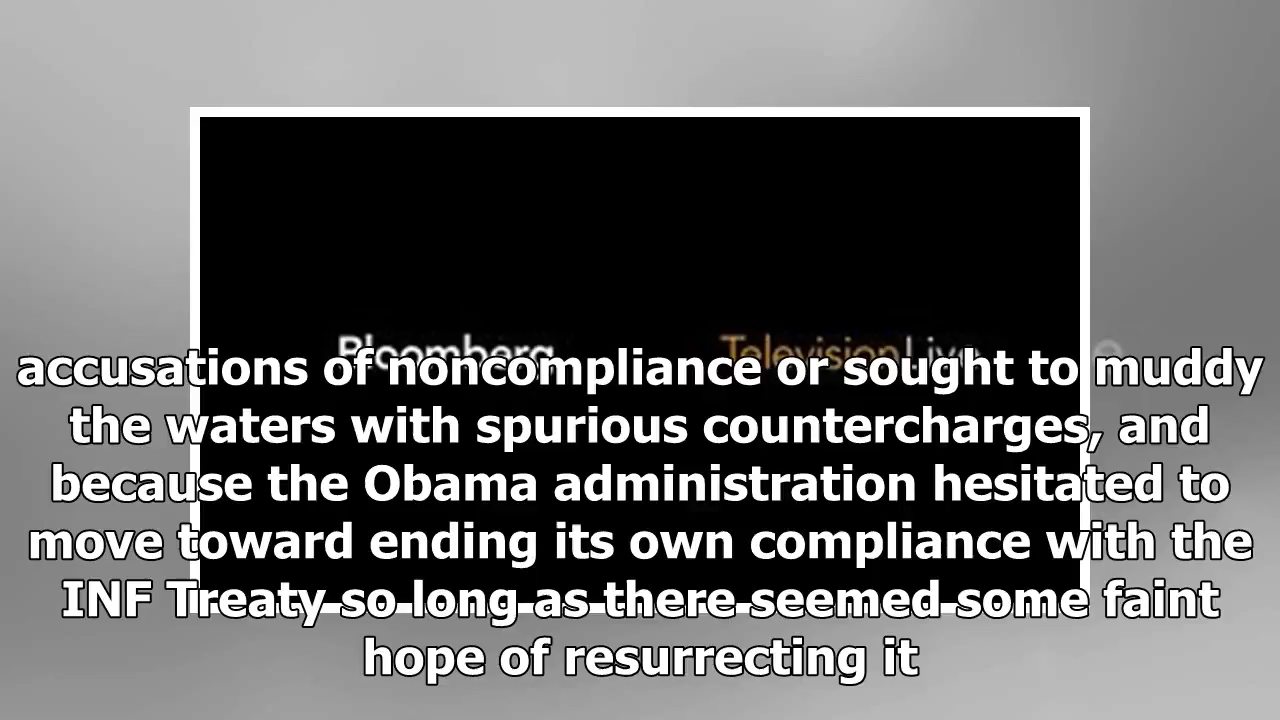 Bloomberg TelevisionLive
accusations of noncompliance or sought to muddy
the waters with spurious countercharges, and
because the Obama administration hesitated to
move toward ending its own compliance with the
INF Treaty so long as there seemed some faint
hope of resurrecting it